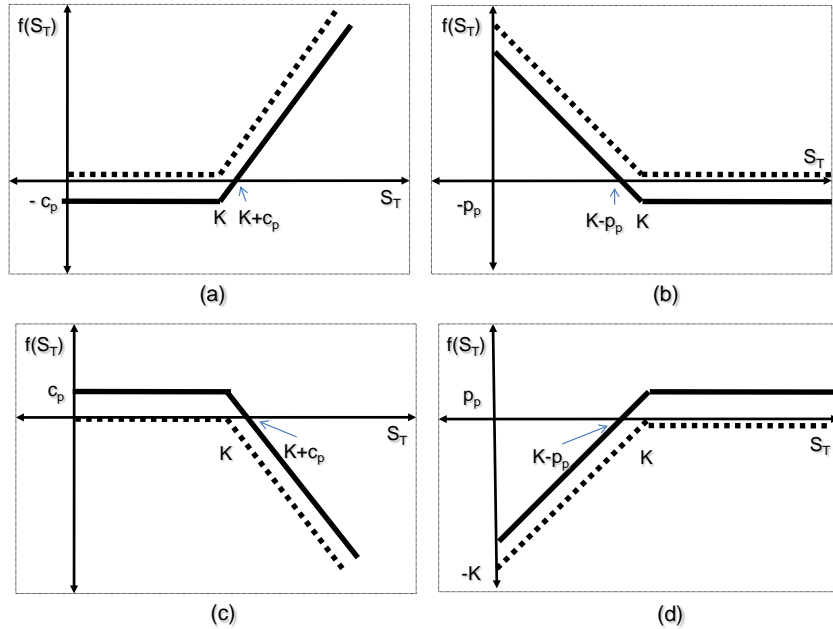 f(S_T)
- c_p
K
K+c_p
S_T
(a)
f(S_T)
S_T
-p_p
K-p_p
K
(b)
f(S_T)
c_p
K
K+c_p
S_T
(c)
f(S_T)
p_p
K-p_p
K
S_T
-K
(d)